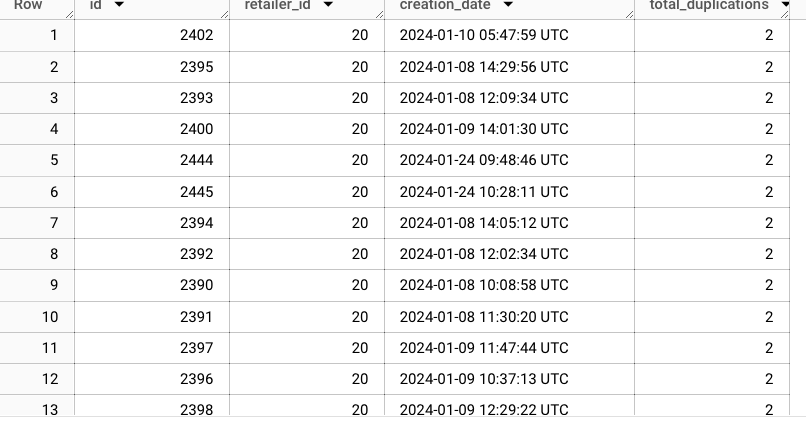 Row id retailer_id creation_date total_duplications
1 2402 20 2024-01-10 05:47:59 UTC 2
2 2395 20 2024-01-08 14:29:56 UTC 2
3 2393 20 2024-01-08 12:09:34 UTC 2
4 2400 20 2024-01-09 14:01:30 UTC 2
5 2444 20 2024-01-24 09:48:46 UTC 2
6 2445 20 2024-01-24 10:28:11 UTC 2
7 2394 20 2024-01-08 14:05:12 UTC 2
8 2392 20 2024-01-08 12:02:34 UTC 2
9 2390 20 2024-01-08 10:08:58 UTC 2
10 2391 20 2024-01-08 11:30:20 UTC 2
11 2397 20 2024-01-09 11:47:44 UTC 2
12 2396 20 2024-01-09 10:37:13 UTC 2
13 2398 20 2024-01-09 12:29:22 UTC 2